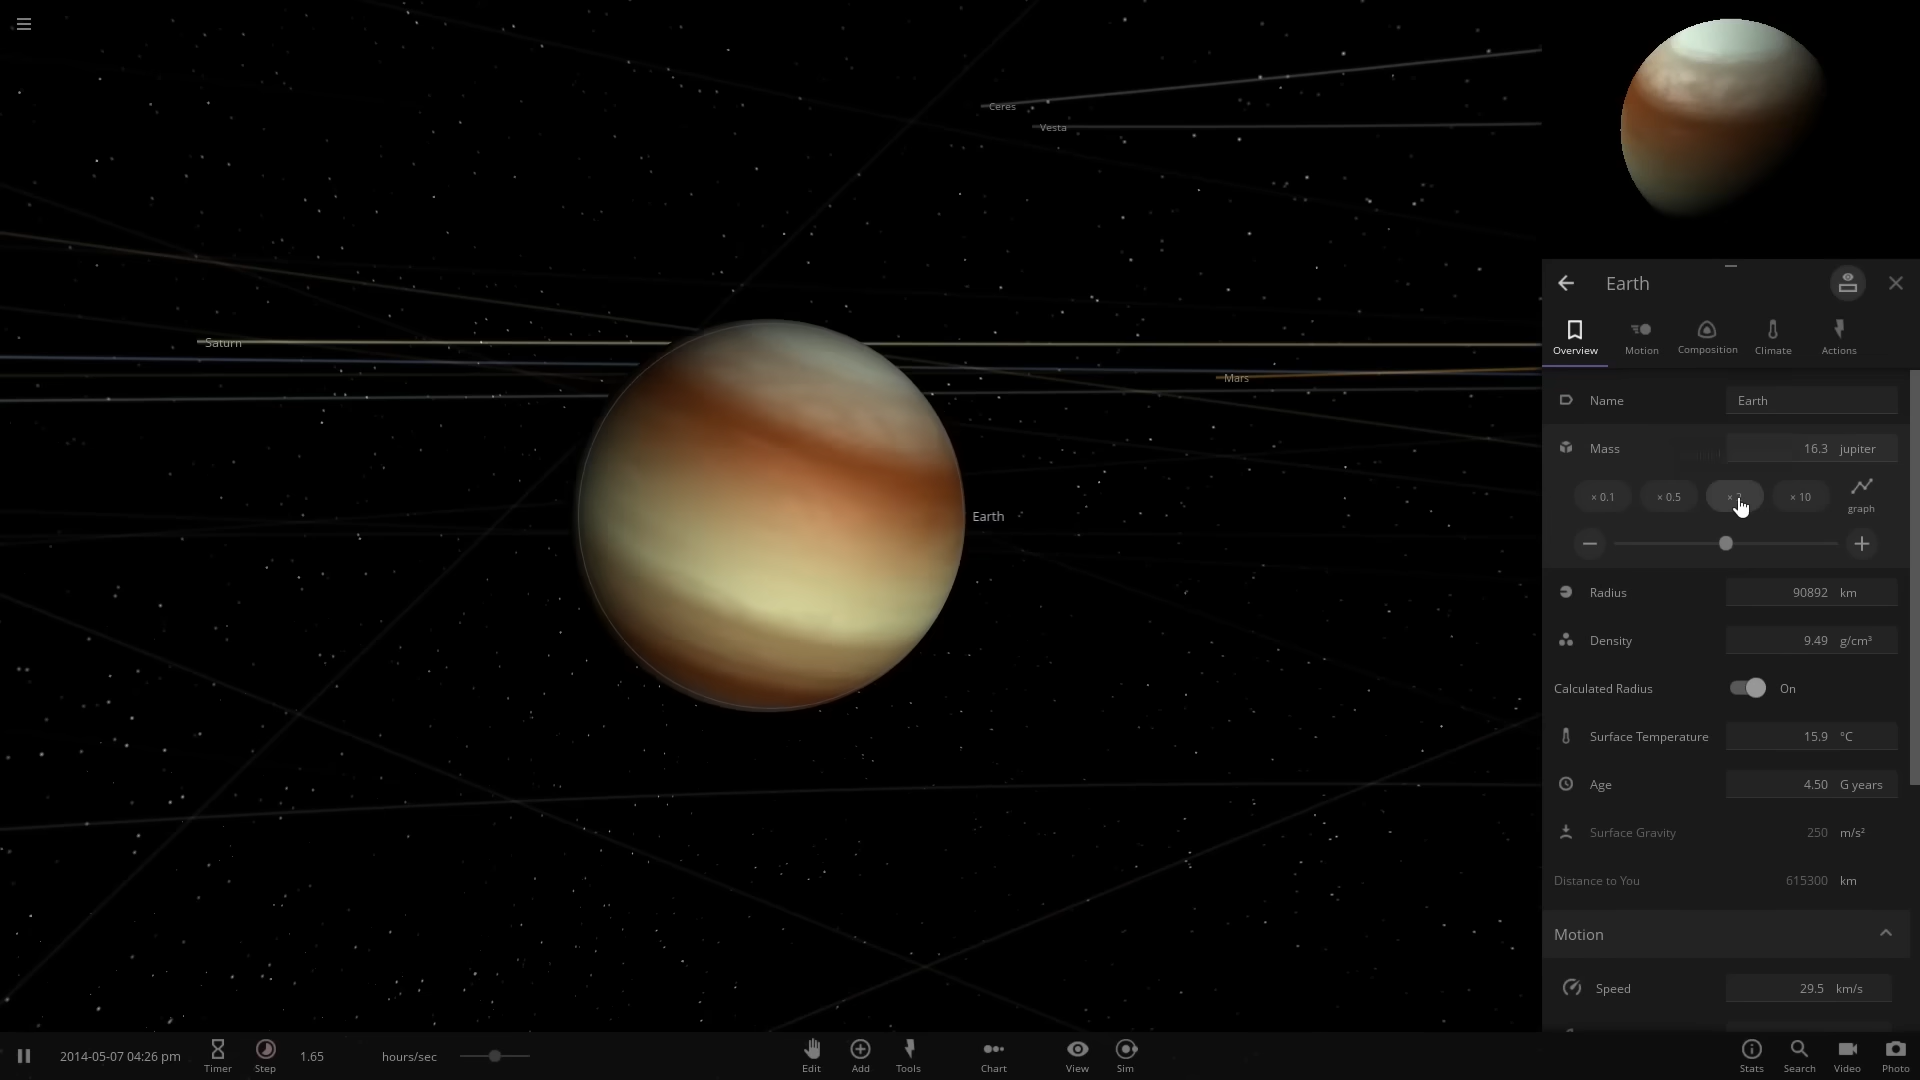 Ceres
Vesta
Saturn
Mars
Earth
Earth
Overview
Motion
Composition
Climate
Actions
Name Earth
Mass 16.3 jupiter
× 0.1 × 0.5 × × 10 graph
Radius 90892 km
Density 9.49 g/cm³
Calculated Radius On
Surface Temperature 15.9 °C
Age 4.50 G years
Surface Gravity 250 m/s²
Distance to You 615300 km
Motion
Speed 29.5 km/s
2014-05-07 04:26 pm
Timer
Step
1.65 hours/sec
Edit
Add
Tools
Chart
View
Sim
Stats
Search
Video
Photo